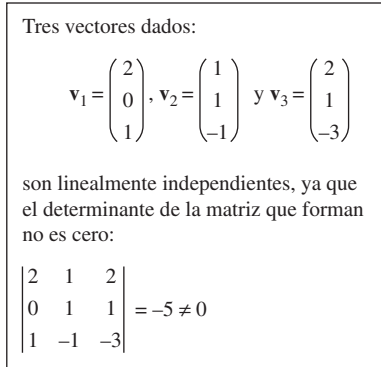 Tres vectores dados:
v₁ = (2 0 1), v₂ = (1 1 –1) y v₃ = (2 1 –3)
son linealmente independientes, ya que
el determinante de la matriz que forman
no es cero:
|2 1 2|
|0 1 1| = –5 ≠ 0
|1 –1 –3|